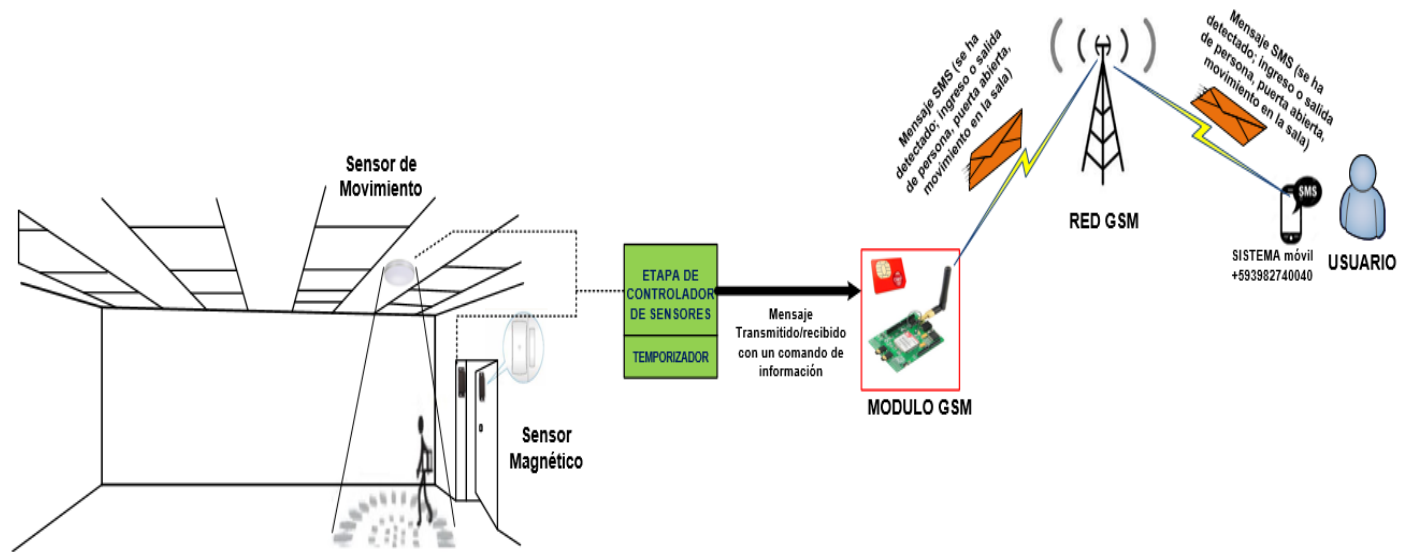 Sensor de
Movimiento
Sensor
Magnético
ETAPA DE
CONTROLADOR
DE SENSORES
TEMPORIZADOR
Mensaje
Transmitido/recibido
con un comando de
información
MODULO GSM
Mensaje SMS (se ha
detectado; ingreso o salida
de persona, puerta abierta,
movimiento en la sala)
RED GSM
Mensaje SMS (se ha
detectado; ingreso o salida
de persona, puerta abierta,
movimiento en la sala)
SMS
SISTEMA móvil
+593982740040
USUARIO